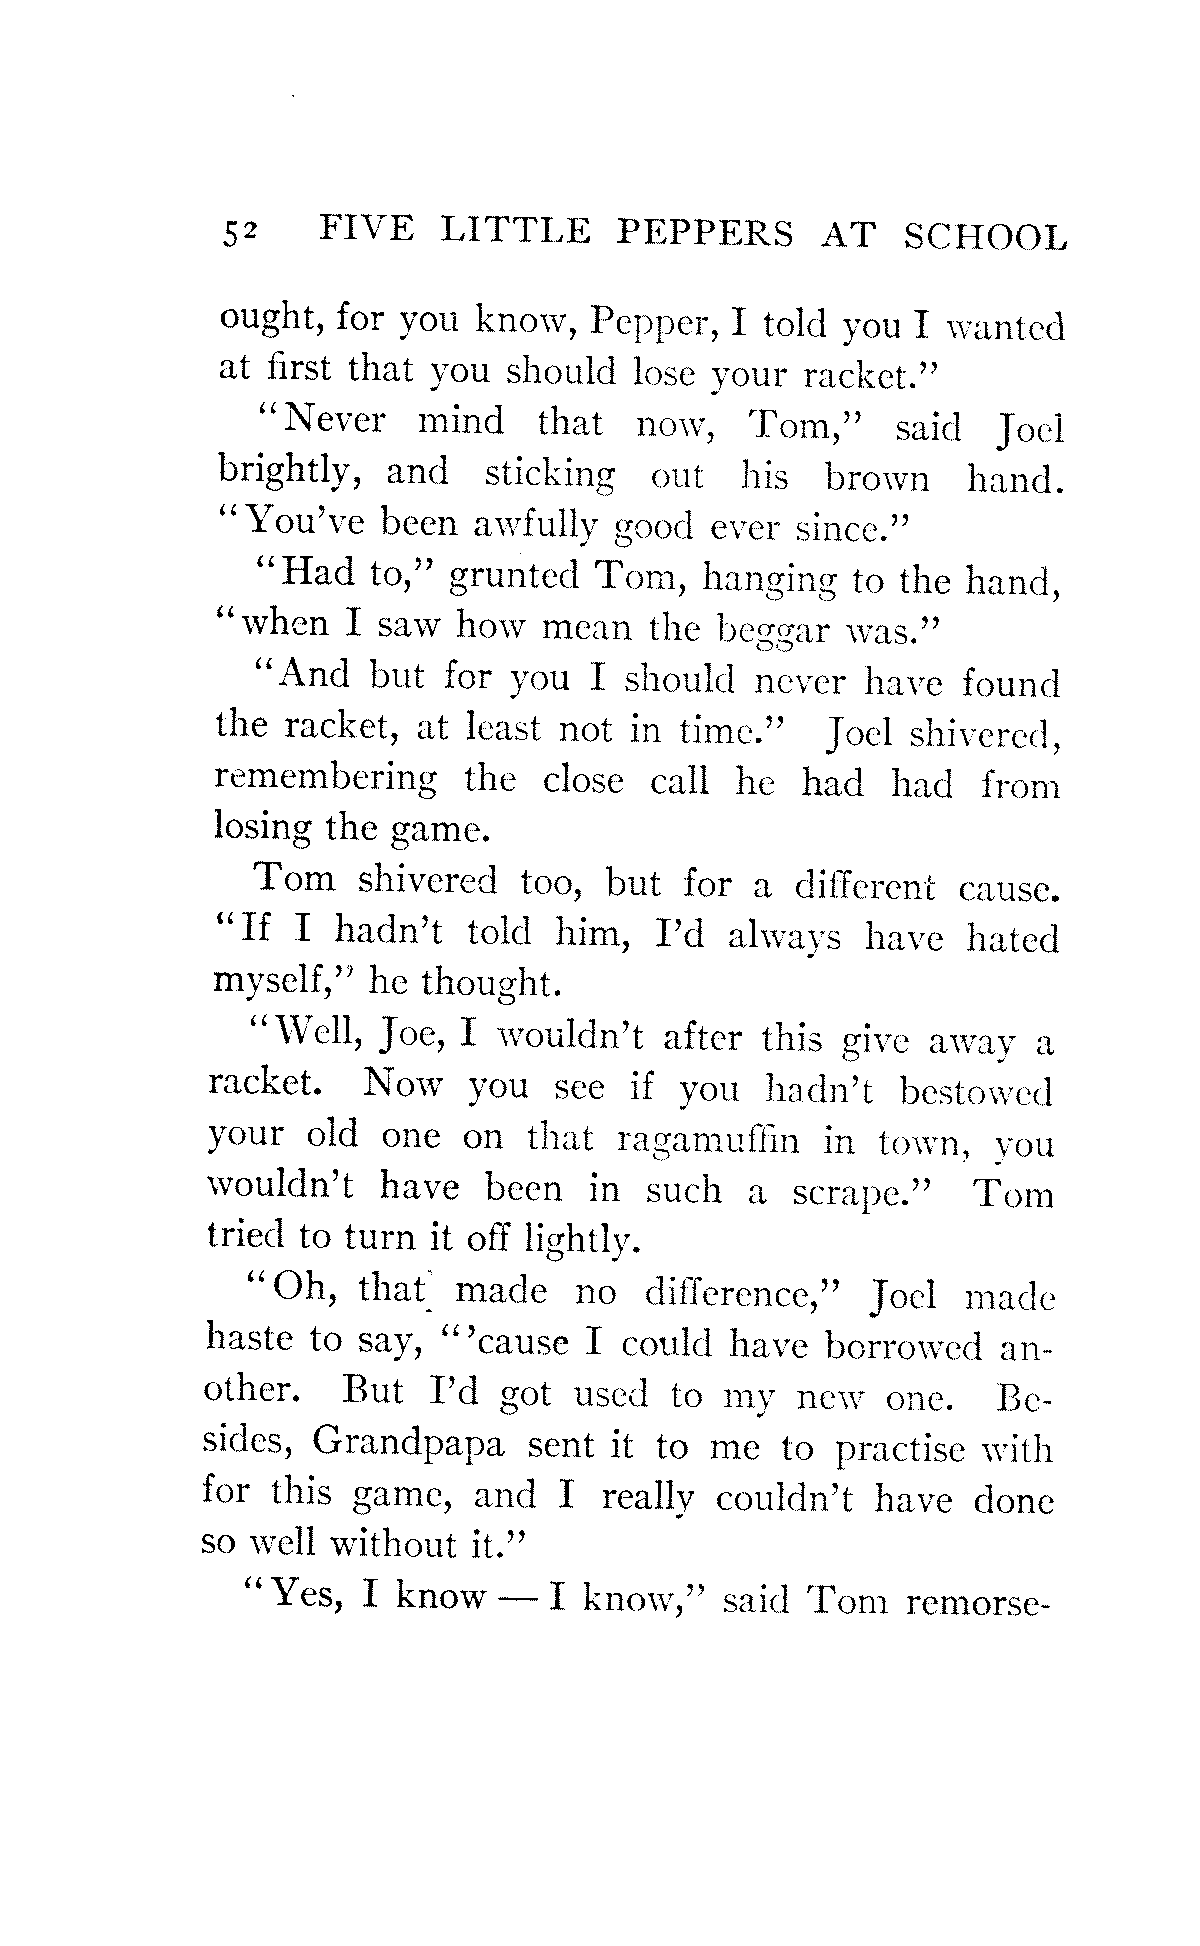 52 FIVE LITTLE PEPPERS AT SCHOOL
ought, for you know, Pepper, I told you I wanted
at first that you should lose your racket."
"Never mind that now, Tom," said Joel
brightly, and sticking out his brown hand.
"You've been awfully good ever since."
"Had to," grunted Tom, hanging to the hand,
"when I saw how mean the beggar was."
"And but for you I should never have found
the racket, at least not in time." Joel shivered,
remembering the close call he had had from
losing the game.
Tom shivered too, but for a different cause.
"If I hadn't told him, I'd always have hated
myself," he thought.
"Well, Joe, I wouldn't after this give away a
racket. Now you see if you hadn't bestowed
your old one on that ragamuffin in town, you
wouldn't have been in such a scrape." Tom
tried to turn it off lightly.
"Oh, that made no difference," Joel made
haste to say, "'cause I could have borrowed an-
other. But I'd got used to my new one. Be-
sides, Grandpapa sent it to me to practise with
for this game, and I really couldn't have done
so well without it."
"Yes, I know — I know," said Tom remorse-